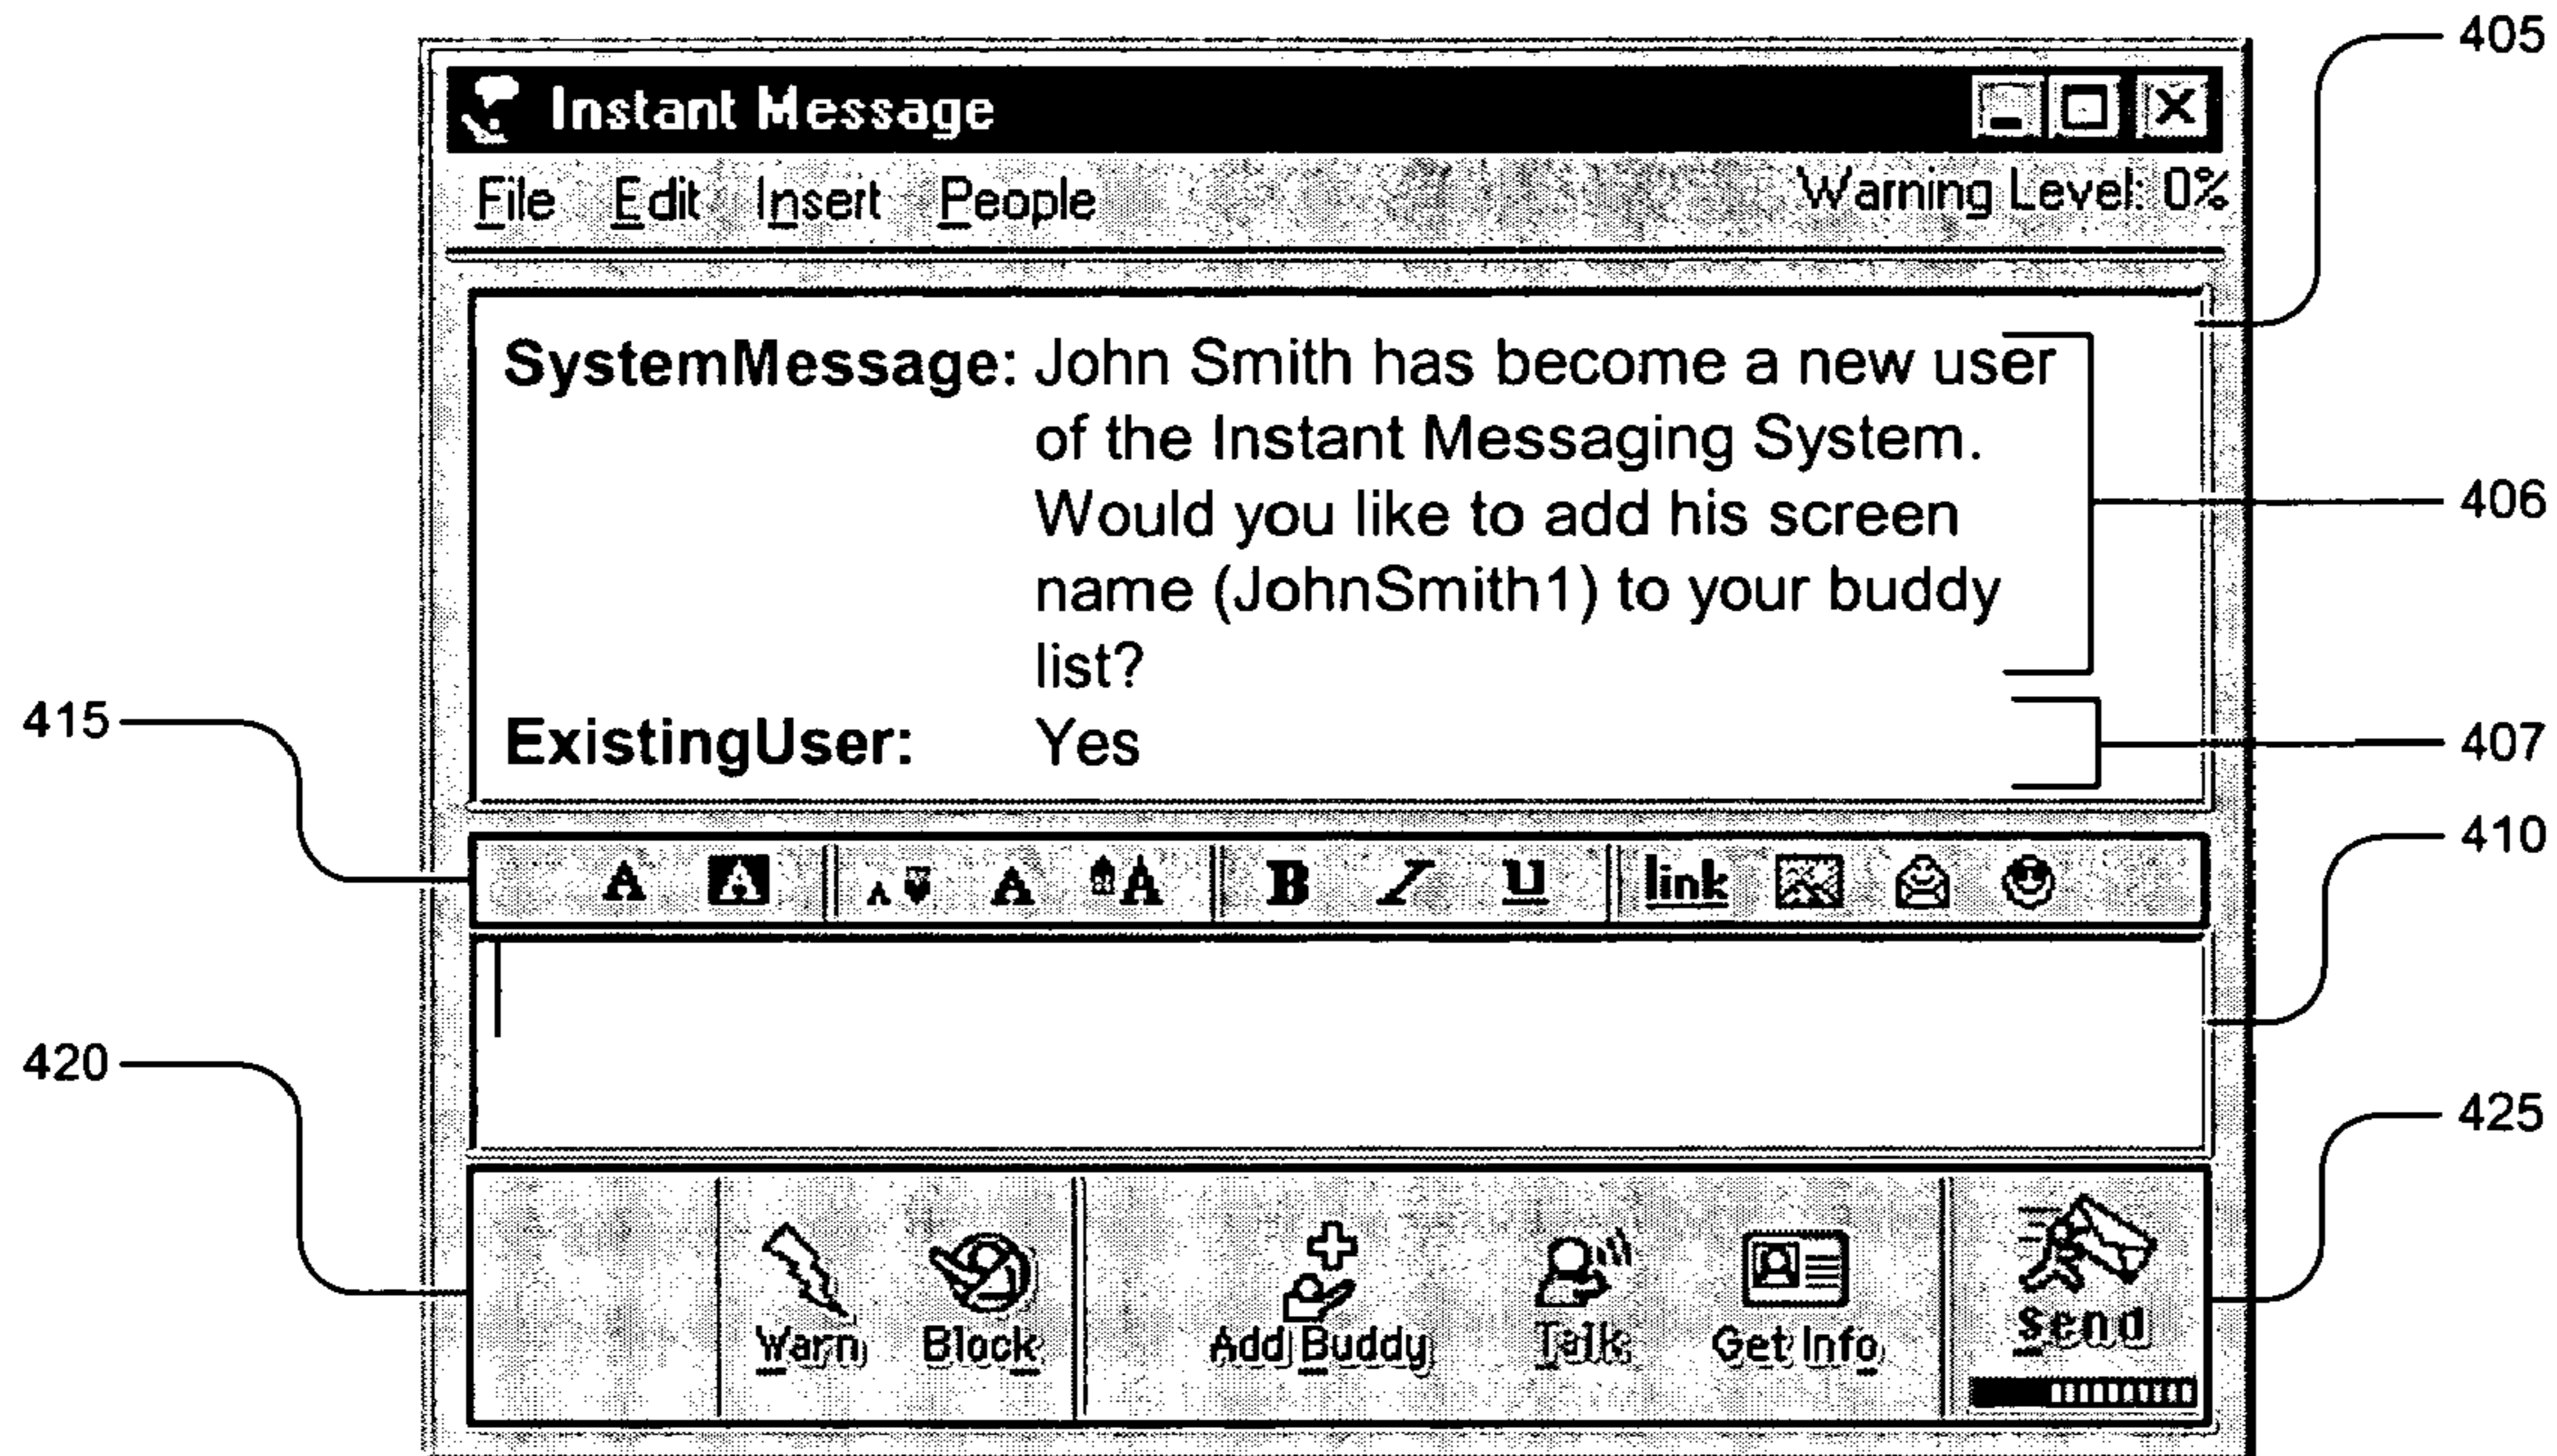 405
Instant Message
File Edit Insert People Warning Level: 0%
SystemMessage: John Smith has become a new user
of the Instant Messaging System.
406
Would you like to add his screen
name (JohnSmith1) to your buddy
list?
415
ExistingUser: Yes
407
410
A A A A A B I U link
420
425
Warn Block Add Buddy Talk Get Info Send